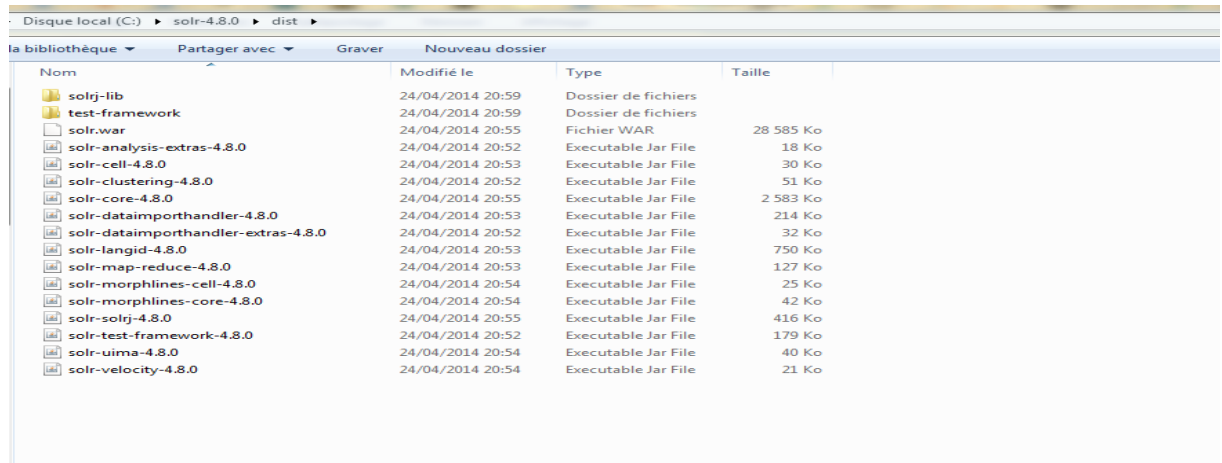 Disque local (C:) ▸ solr-4.8.0 ▸ dist ▸
la bibliothèque ▾ Partager avec ▾ Graver Nouveau dossier
Nom Modifié le Type Taille
solrj-lib 24/04/2014 20:59 Dossier de fichiers
test-framework 24/04/2014 20:59 Dossier de fichiers
solr.war 24/04/2014 20:55 Fichier WAR 28 585 Ko
solr-analysis-extras-4.8.0 24/04/2014 20:52 Executable Jar File 18 Ko
solr-cell-4.8.0 24/04/2014 20:53 Executable Jar File 30 Ko
solr-clustering-4.8.0 24/04/2014 20:52 Executable Jar File 51 Ko
solr-core-4.8.0 24/04/2014 20:55 Executable Jar File 2 583 Ko
solr-dataimporthandler-4.8.0 24/04/2014 20:53 Executable Jar File 214 Ko
solr-dataimporthandler-extras-4.8.0 24/04/2014 20:52 Executable Jar File 32 Ko
solr-langid-4.8.0 24/04/2014 20:53 Executable Jar File 750 Ko
solr-map-reduce-4.8.0 24/04/2014 20:53 Executable Jar File 127 Ko
solr-morphlines-cell-4.8.0 24/04/2014 20:54 Executable Jar File 25 Ko
solr-morphlines-core-4.8.0 24/04/2014 20:54 Executable Jar File 42 Ko
solr-solrj-4.8.0 24/04/2014 20:55 Executable Jar File 416 Ko
solr-test-framework-4.8.0 24/04/2014 20:52 Executable Jar File 179 Ko
solr-uima-4.8.0 24/04/2014 20:54 Executable Jar File 40 Ko
solr-velocity-4.8.0 24/04/2014 20:54 Executable Jar File 21 Ko